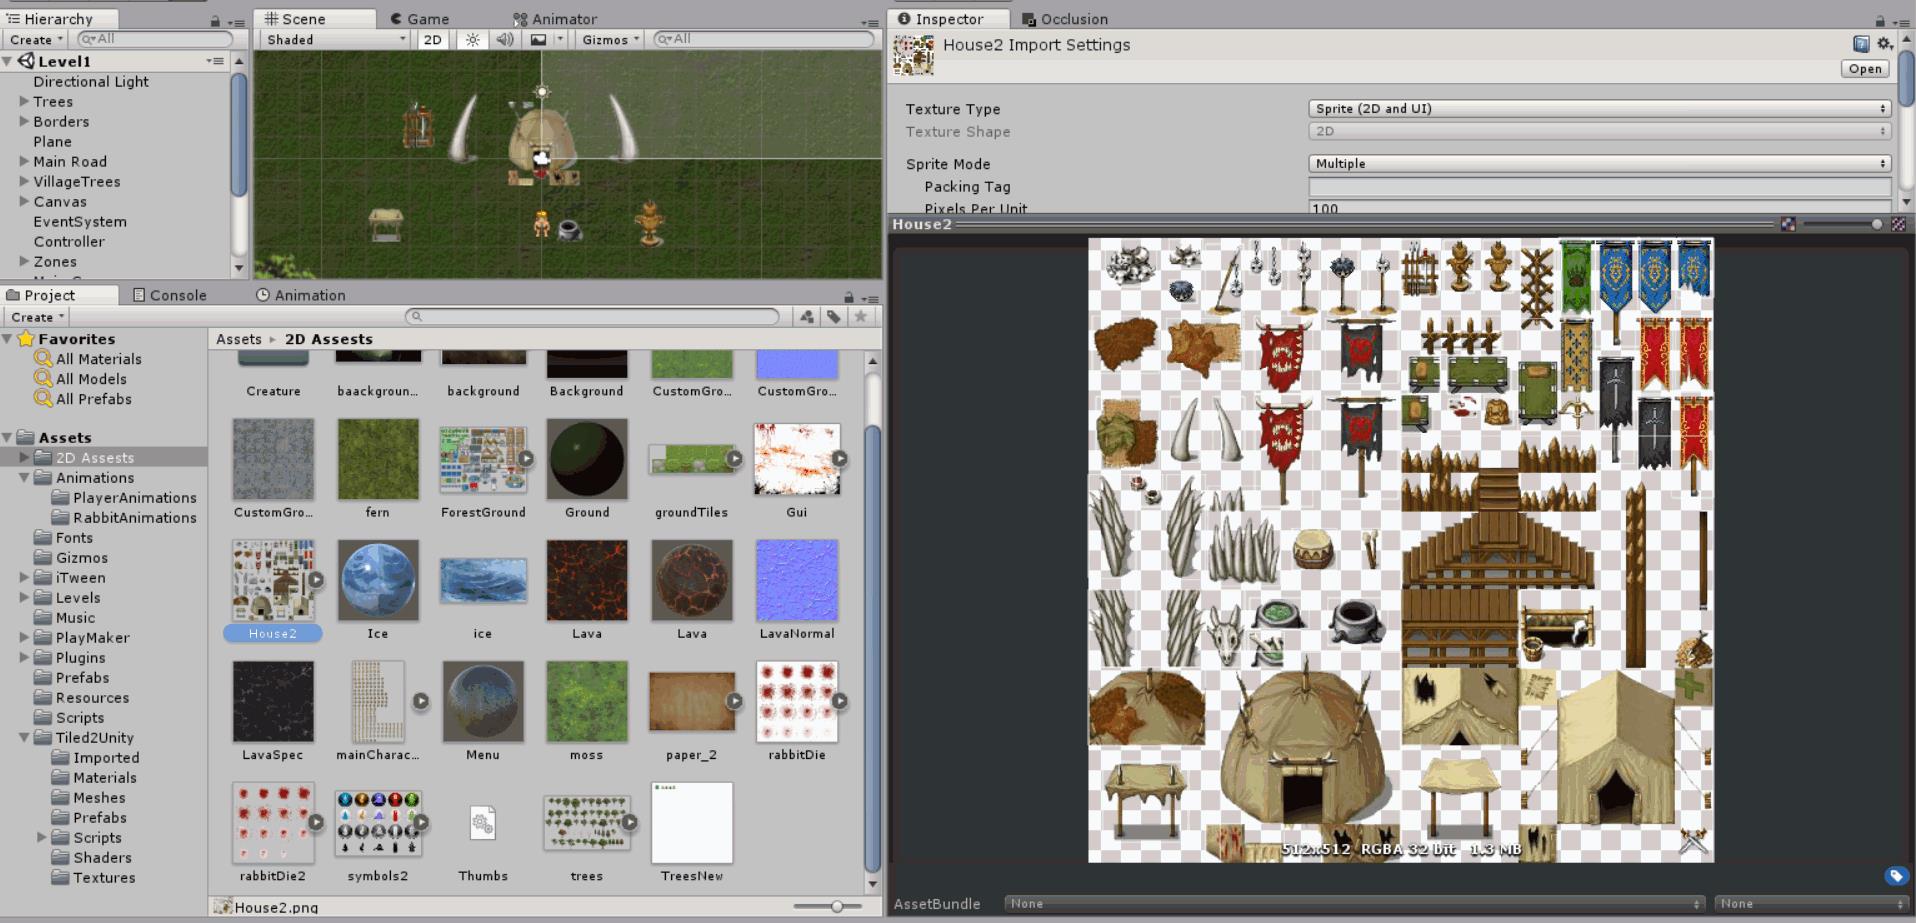 Hierarchy
Create
All
Level1
Directional Light
Trees
Borders
Plane
Main Road
VillageTrees
Canvas
EventSystem
Controller
Zones
Scene
Game
Animator
Shaded
2D
Gizmos
All
Project
Console
Animation
Create
Favorites
All Materials
All Models
All Prefabs
Assets
2D Assests
Animations
PlayerAnimations
RabbitAnimations
Fonts
Gizmos
iTween
Levels
Music
PlayMaker
Plugins
Prefabs
Resources
Scripts
Tiled2Unity
Imported
Materials
Meshes
Prefabs
Scripts
Shaders
Textures
Assets ▸ 2D Assests
Creature baackgroun... background Background CustomGro... CustomGro...
CustomGro... fern ForestGround Ground groundTiles Gui
House2 Ice ice Lava Lava LavaNormal
LavaSpec mainCharac... Menu moss paper_2 rabbitDie
rabbitDie2 symbols2 Thumbs trees TreesNew
House2.png
Inspector
Occlusion
House2 Import Settings
Open
Texture Type Sprite (2D and UI)
Texture Shape 2D
Sprite Mode Multiple
Packing Tag
Pixels Per Unit 100
House2
512x512 RGBA 32 bit 1.3 MB
AssetBundle None None